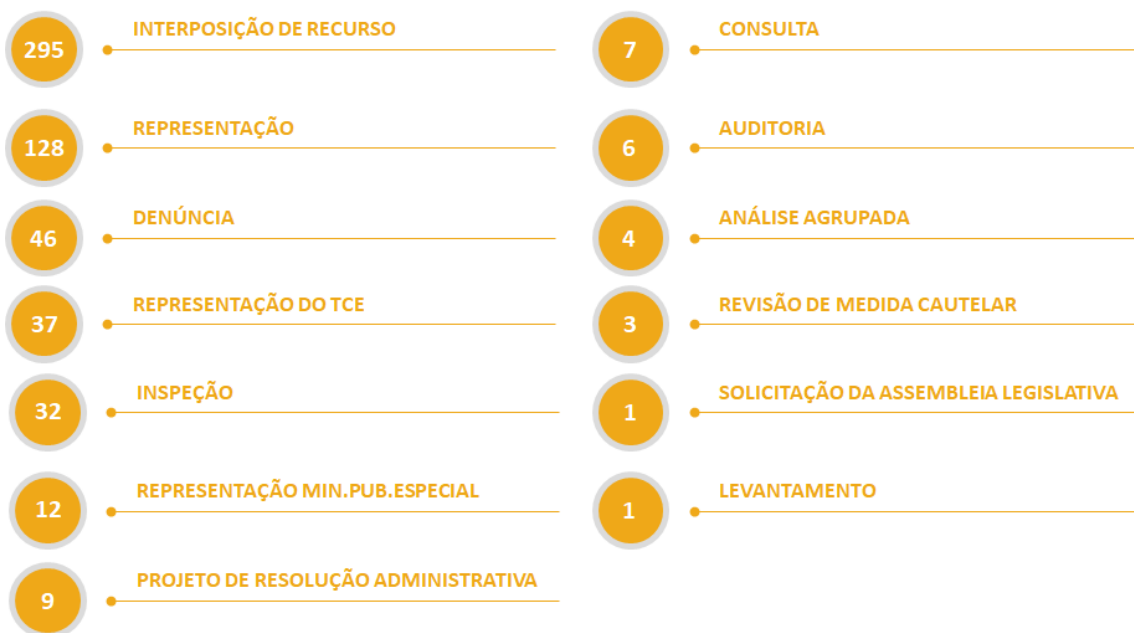 295 INTERPOSIÇÃO DE RECURSO
128 REPRESENTAÇÃO
46 DENÚNCIA
37 REPRESENTAÇÃO DO TCE
32 INSPEÇÃO
12 REPRESENTAÇÃO MIN.PUB.ESPECIAL
9 PROJETO DE RESOLUÇÃO ADMINISTRATIVA
7 CONSULTA
6 AUDITORIA
4 ANÁLISE AGRUPADA
3 REVISÃO DE MEDIDA CAUTELAR
1 SOLICITAÇÃO DA ASSEMBLEIA LEGISLATIVA
1 LEVANTAMENTO